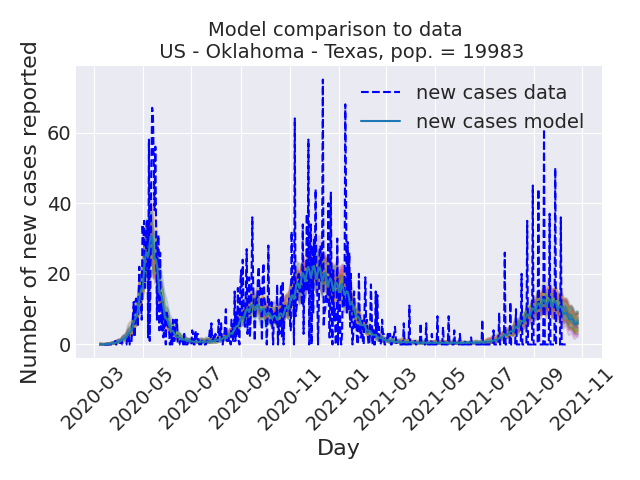 Model comparison to data
US - Oklahoma - Texas, pop. = 19983
Number of new cases reported
60
40
20
0
new cases data
new cases model
2020-03
2020-05
2020-07
2020-09
2020-11
2021-01
2021-03
2021-05
2021-07
2021-09
2021-11
Day